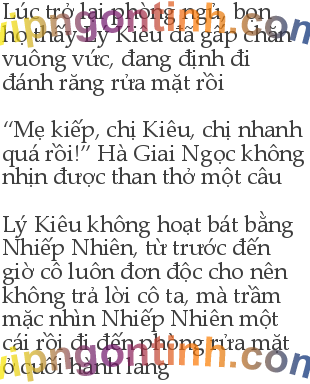 Lúc trở lại phòng ngủ, bọn
họ thấy Lý Kiều đã gấp chăn
vuông vức, đang định đi
đánh răng rửa mặt rồi
“Mẹ kiếp, chị Kiêu, chị nhanh
quá rồi!” Hà Giai Ngọc không
nhịn được than thở một câu
Lý Kiêu không hoạt bát bằng
Nhiếp Nhiên, từ trước đến
giờ cô luôn đơn độc cho nên
không trả lời cô ta, mà trầm
mặc nhìn Nhiếp Nhiên một
cái rồi đi đến phòng rửa mặt
ở cuối hành lang
vipngontinh.com
vipngontinh.com